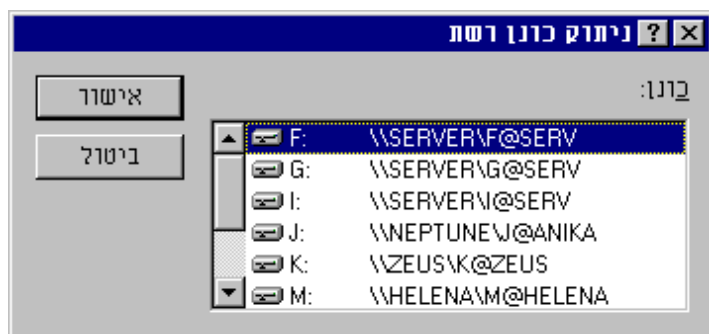 ניתוק כונן רשת
כונן:
אישור
ביטול
F: \\SERVER\F@SERV
G: \\SERVER\G@SERV
I: \\SERVER\I@SERV
J: \\NEPTUNE\J@ANIKA
K: \\ZEUS\K@ZEUS
M: \\HELENA\M@HELENA